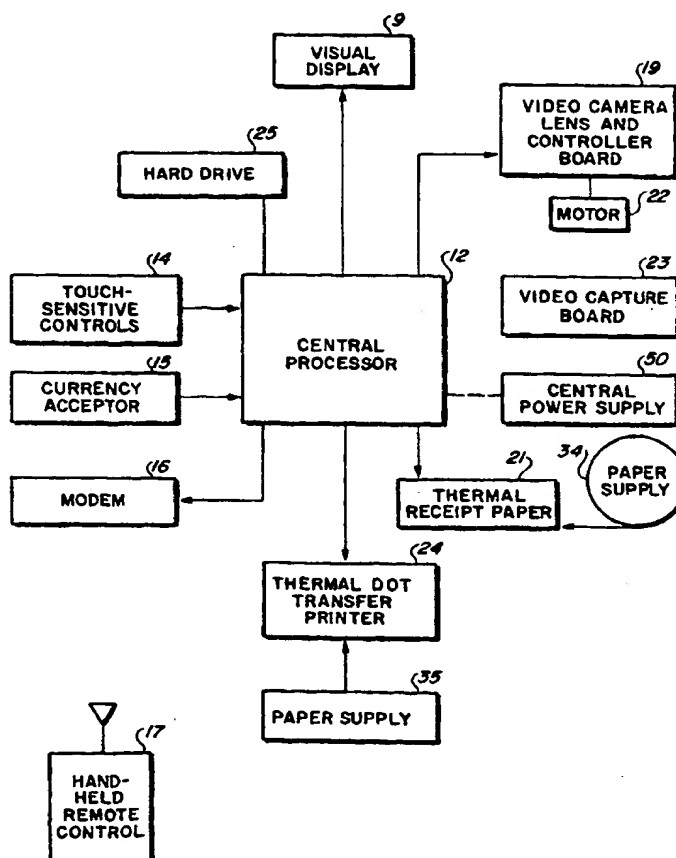 9
VISUAL
DISPLAY
19
VIDEO CAMERA
LENS AND
CONTROLLER
BOARD
25
HARD DRIVE
22
MOTOR
14
TOUCH-
SENSITIVE
CONTROLS
12
CENTRAL
PROCESSOR
23
VIDEO CAPTURE
BOARD
15
CURRENCY
ACCEPTOR
50
CENTRAL
POWER SUPPLY
16
MODEM
21
THERMAL
RECEIPT PAPER
34
PAPER
SUPPLY
24
THERMAL DOT
TRANSFER
PRINTER
35
PAPER SUPPLY
17
HAND-
HELD
REMOTE
CONTROL